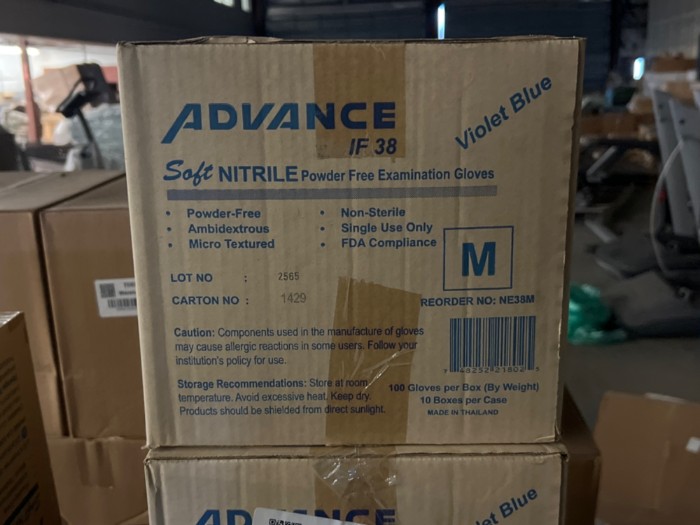 ADVANCE
IF 38
Violet Blue
Soft NITRILE Powder Free Examination Gloves
• Powder-Free
• Ambidextrous
• Micro Textured
• Non-Sterile
• Single Use Only
• FDA Compliance
M
LOT NO : 2565
CARTON NO : 1429
REORDER NO: NE38M
Caution: Components used in the manufacture of gloves
may cause allergic reactions in some users. Follow your
institution's policy for use.
Storage Recommendations: Store at room
temperature. Avoid excessive heat. Keep dry.
Products should be shielded from direct sunlight.
100 Gloves per Box (By Weight)
10 Boxes per Case
MADE IN THAILAND
ADVANCE
Violet Blue